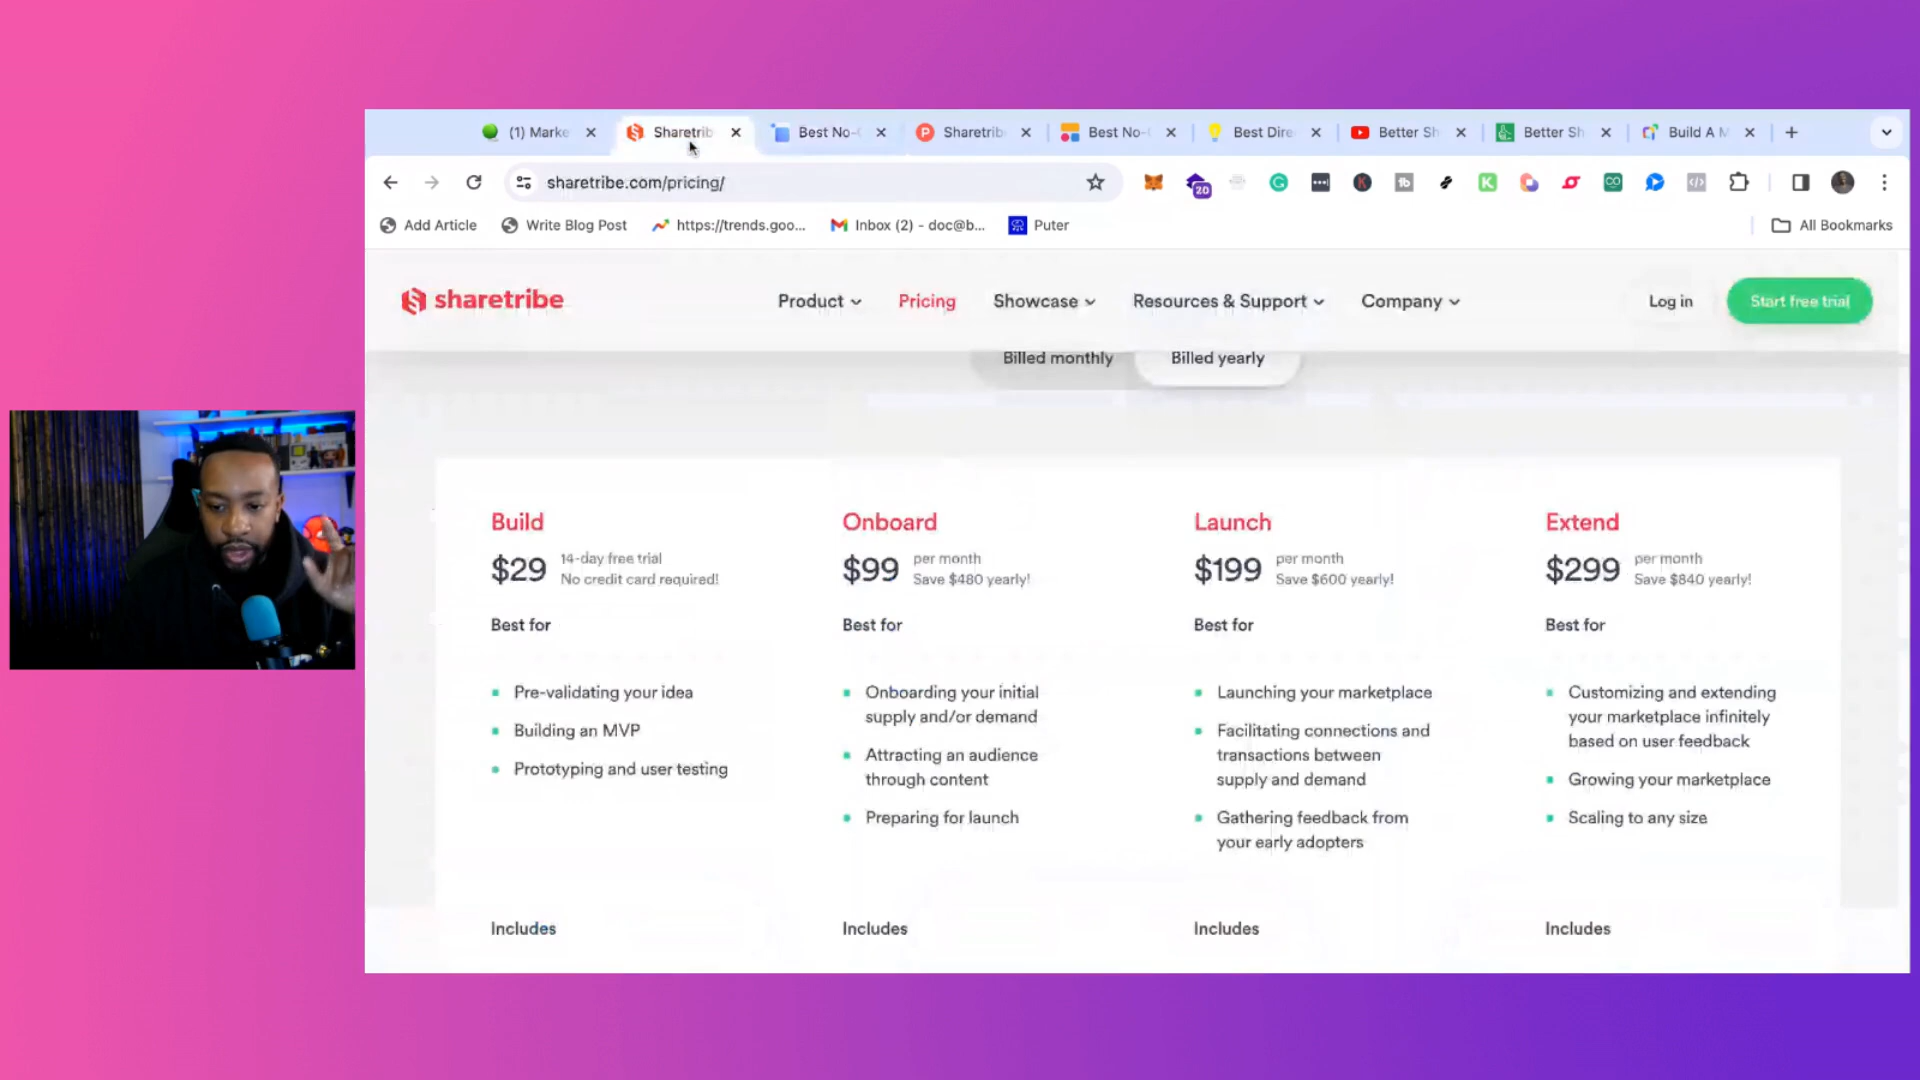 (1) Marke
Sharetrib
Best No-
Sharetrib
Best No-
Best Dire
Better Sh
Better Sh
Build A M
sharetribe.com/pricing/
20
Add Article
Write Blog Post
https://trends.goo...
Inbox (2) - doc@b...
Puter
All Bookmarks
sharetribe
Product
Pricing
Showcase
Resources & Support
Company
Log in
Start free trial
Billed monthly
Billed yearly
Build
$29
14-day free trial
No credit card required!
Best for
Pre-validating your idea
Building an MVP
Prototyping and user testing
Includes
Onboard
$99
per month
Save $480 yearly!
Best for
Onboarding your initial
supply and/or demand
Attracting an audience
through content
Preparing for launch
Includes
Launch
$199
per month
Save $600 yearly!
Best for
Launching your marketplace
Facilitating connections and
transactions between
supply and demand
Gathering feedback from
your early adopters
Includes
Extend
$299
per month
Save $840 yearly!
Best for
Customizing and extending
your marketplace infinitely
based on user feedback
Growing your marketplace
Scaling to any size
Includes